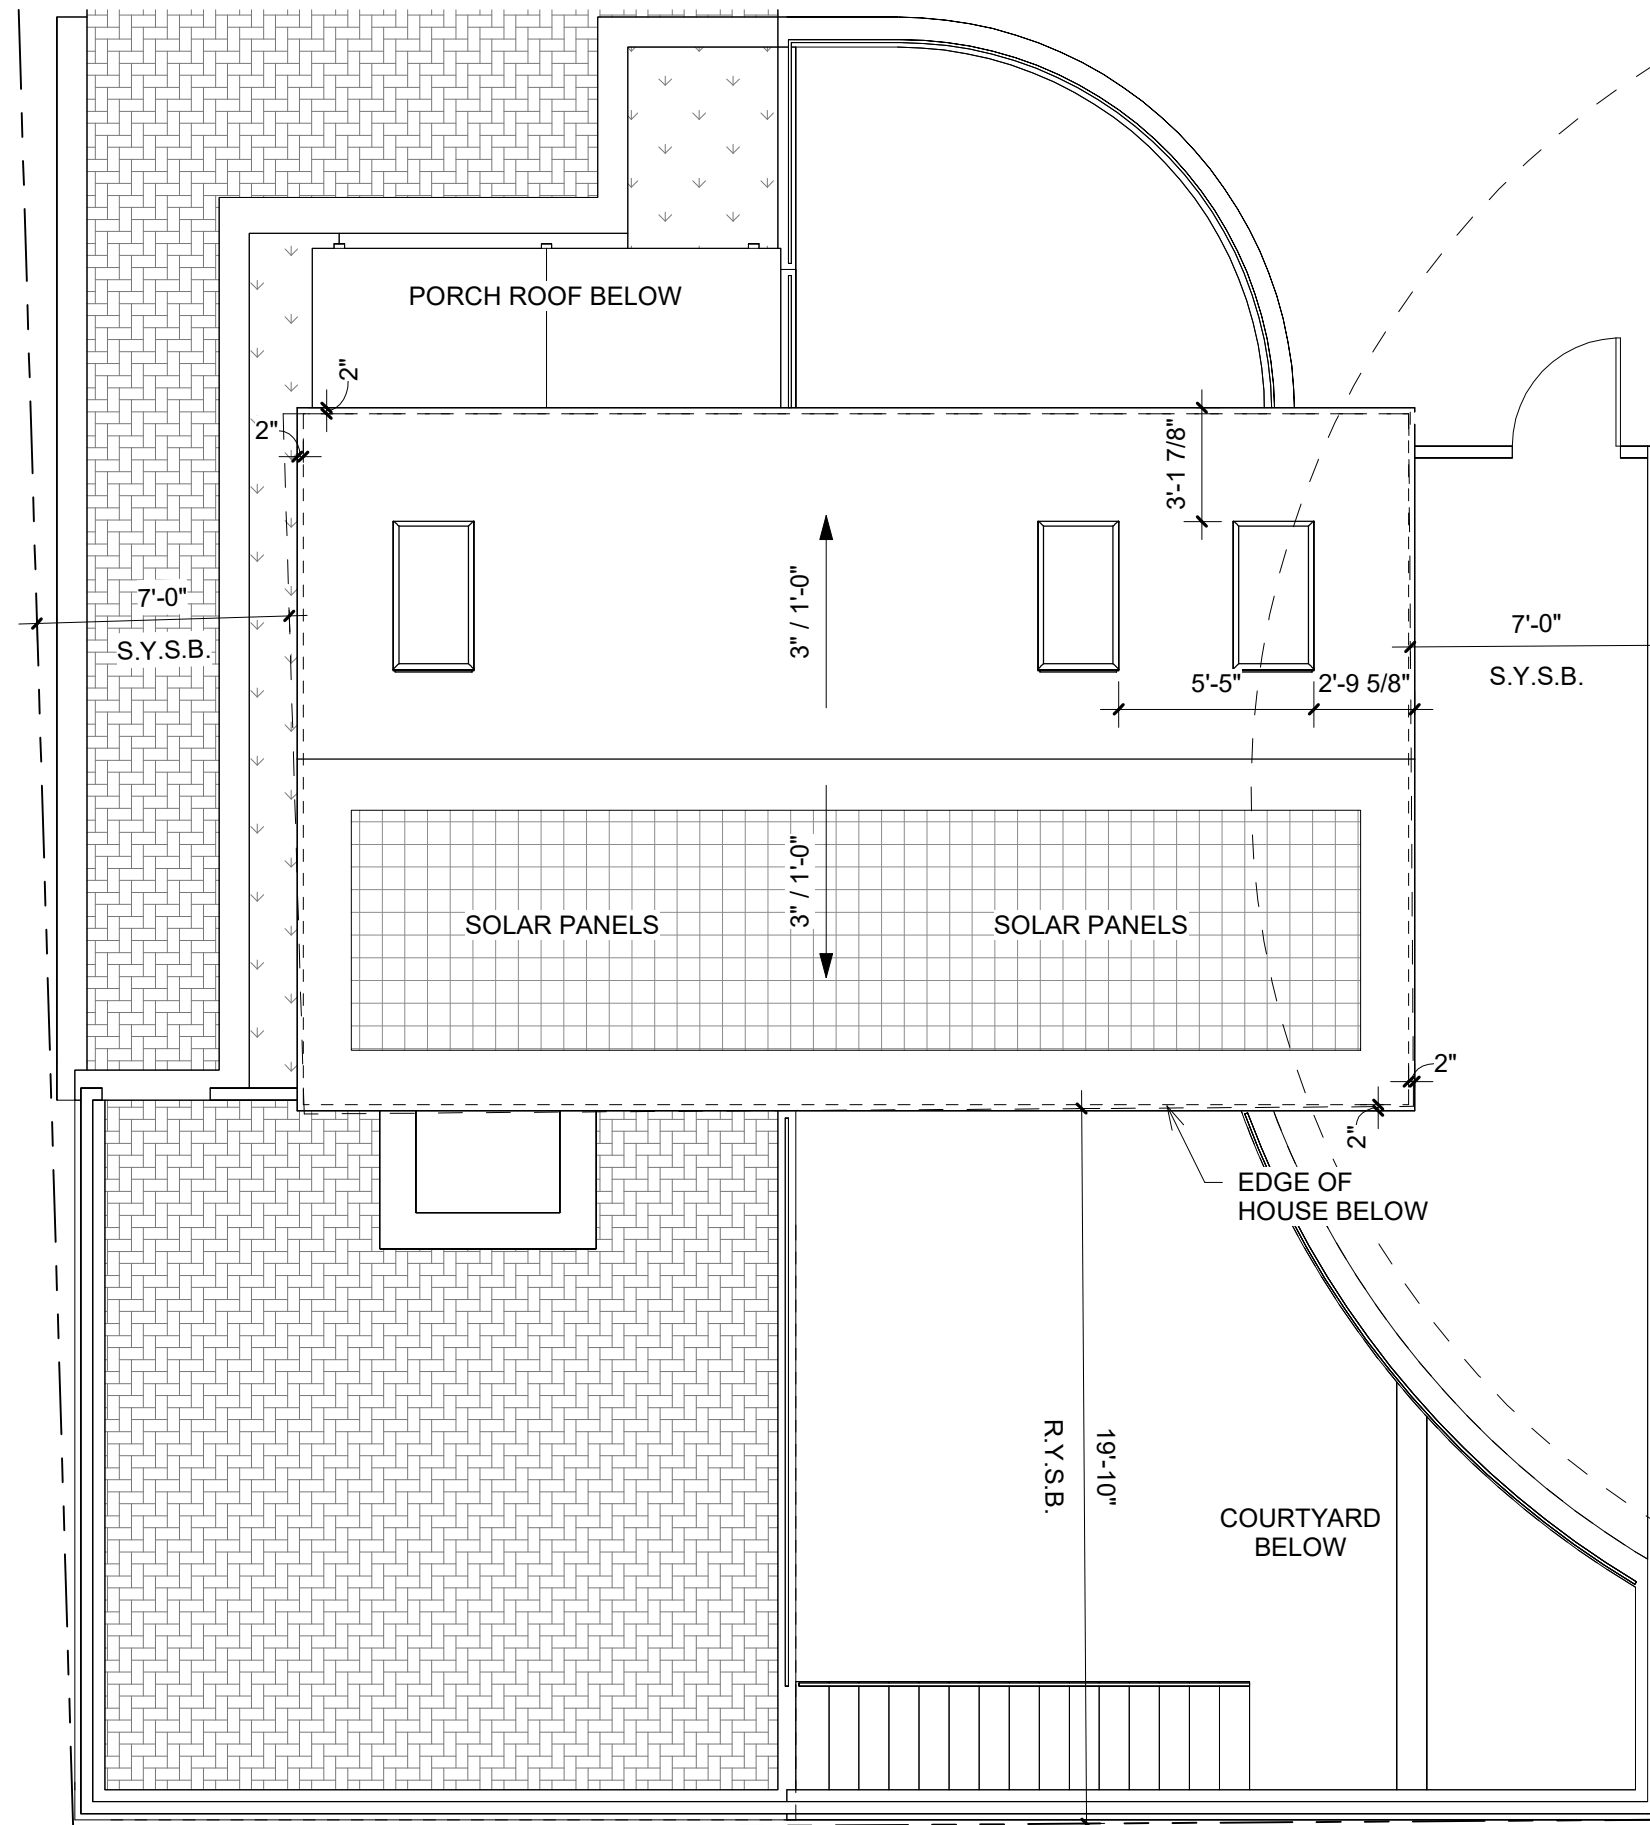 PORCH ROOF BELOW
2"
2"
3'-1 7/8"
7'-0"
S.Y.S.B.
3" / 1'-0"
7'-0"
S.Y.S.B.
5'-5"
2'-9 5/8"
3" / 1'-0"
SOLAR PANELS
SOLAR PANELS
2"
2"
EDGE OF
HOUSE BELOW
19'-10"
R.Y.S.B.
COURTYARD
BELOW